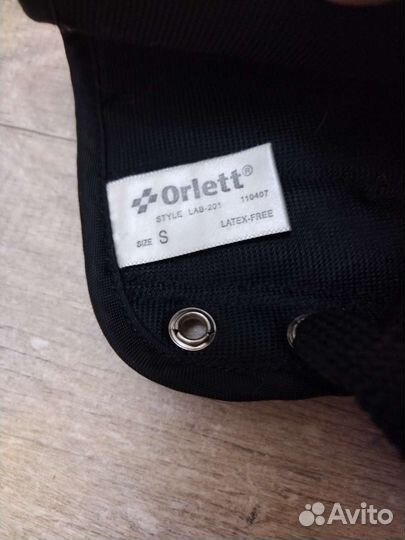 Orlett®
STYLE LAB-201 110407
SIZE S LATEX-FREE
Avito